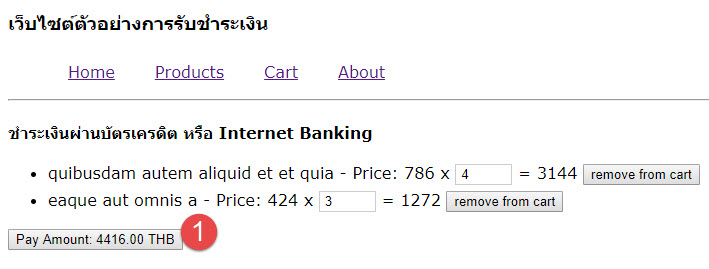 เว็บไซต์ตัวอย่างการรับชำระเงิน
Home Products Cart About
ชำระเงินผ่านบัตรเครดิต หรือ Internet Banking
• quibusdam autem aliquid et et quia - Price: 786 x 4 = 3144 remove from cart
• eaque aut omnis a - Price: 424 x 3 = 1272 remove from cart
Pay Amount: 4416.00 THB 1